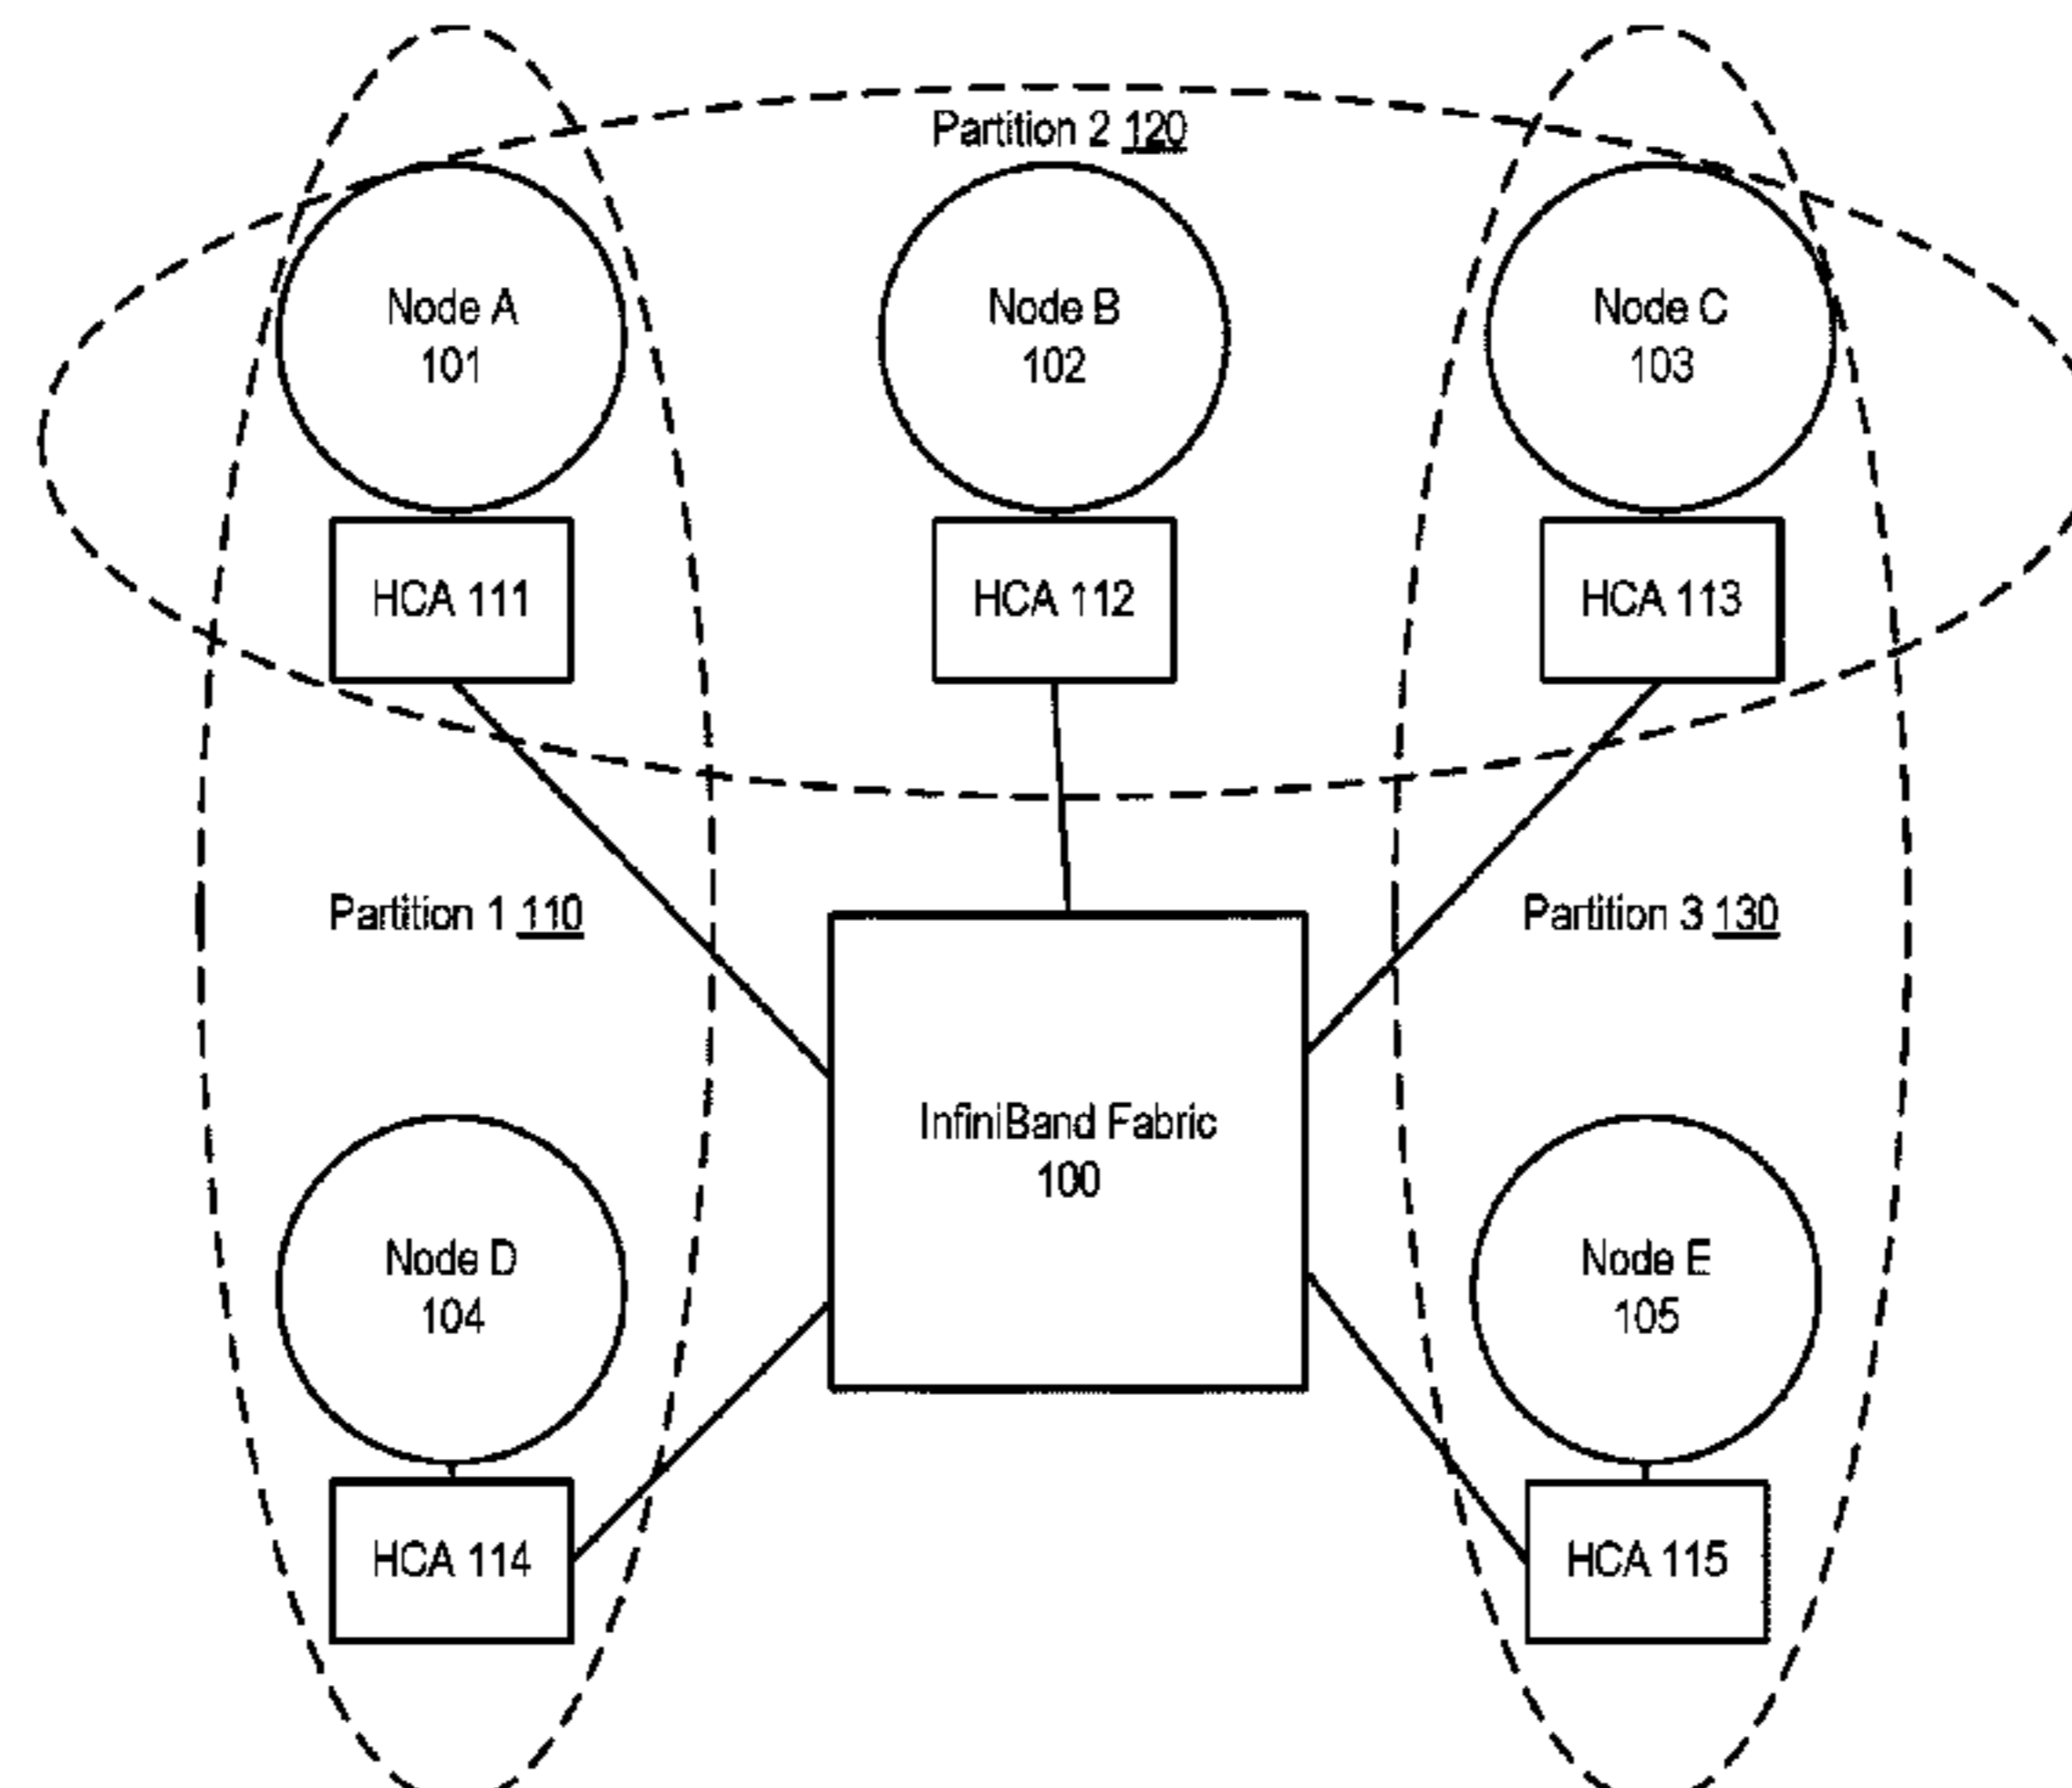 Partition 2 120
Node A
101
Node B
102
Node C
103
HCA 111
HCA 112
HCA 113
Partition 1 110
Partition 3 130
InfiniBand Fabric
100
Node D
104
Node E
105
HCA 114
HCA 115